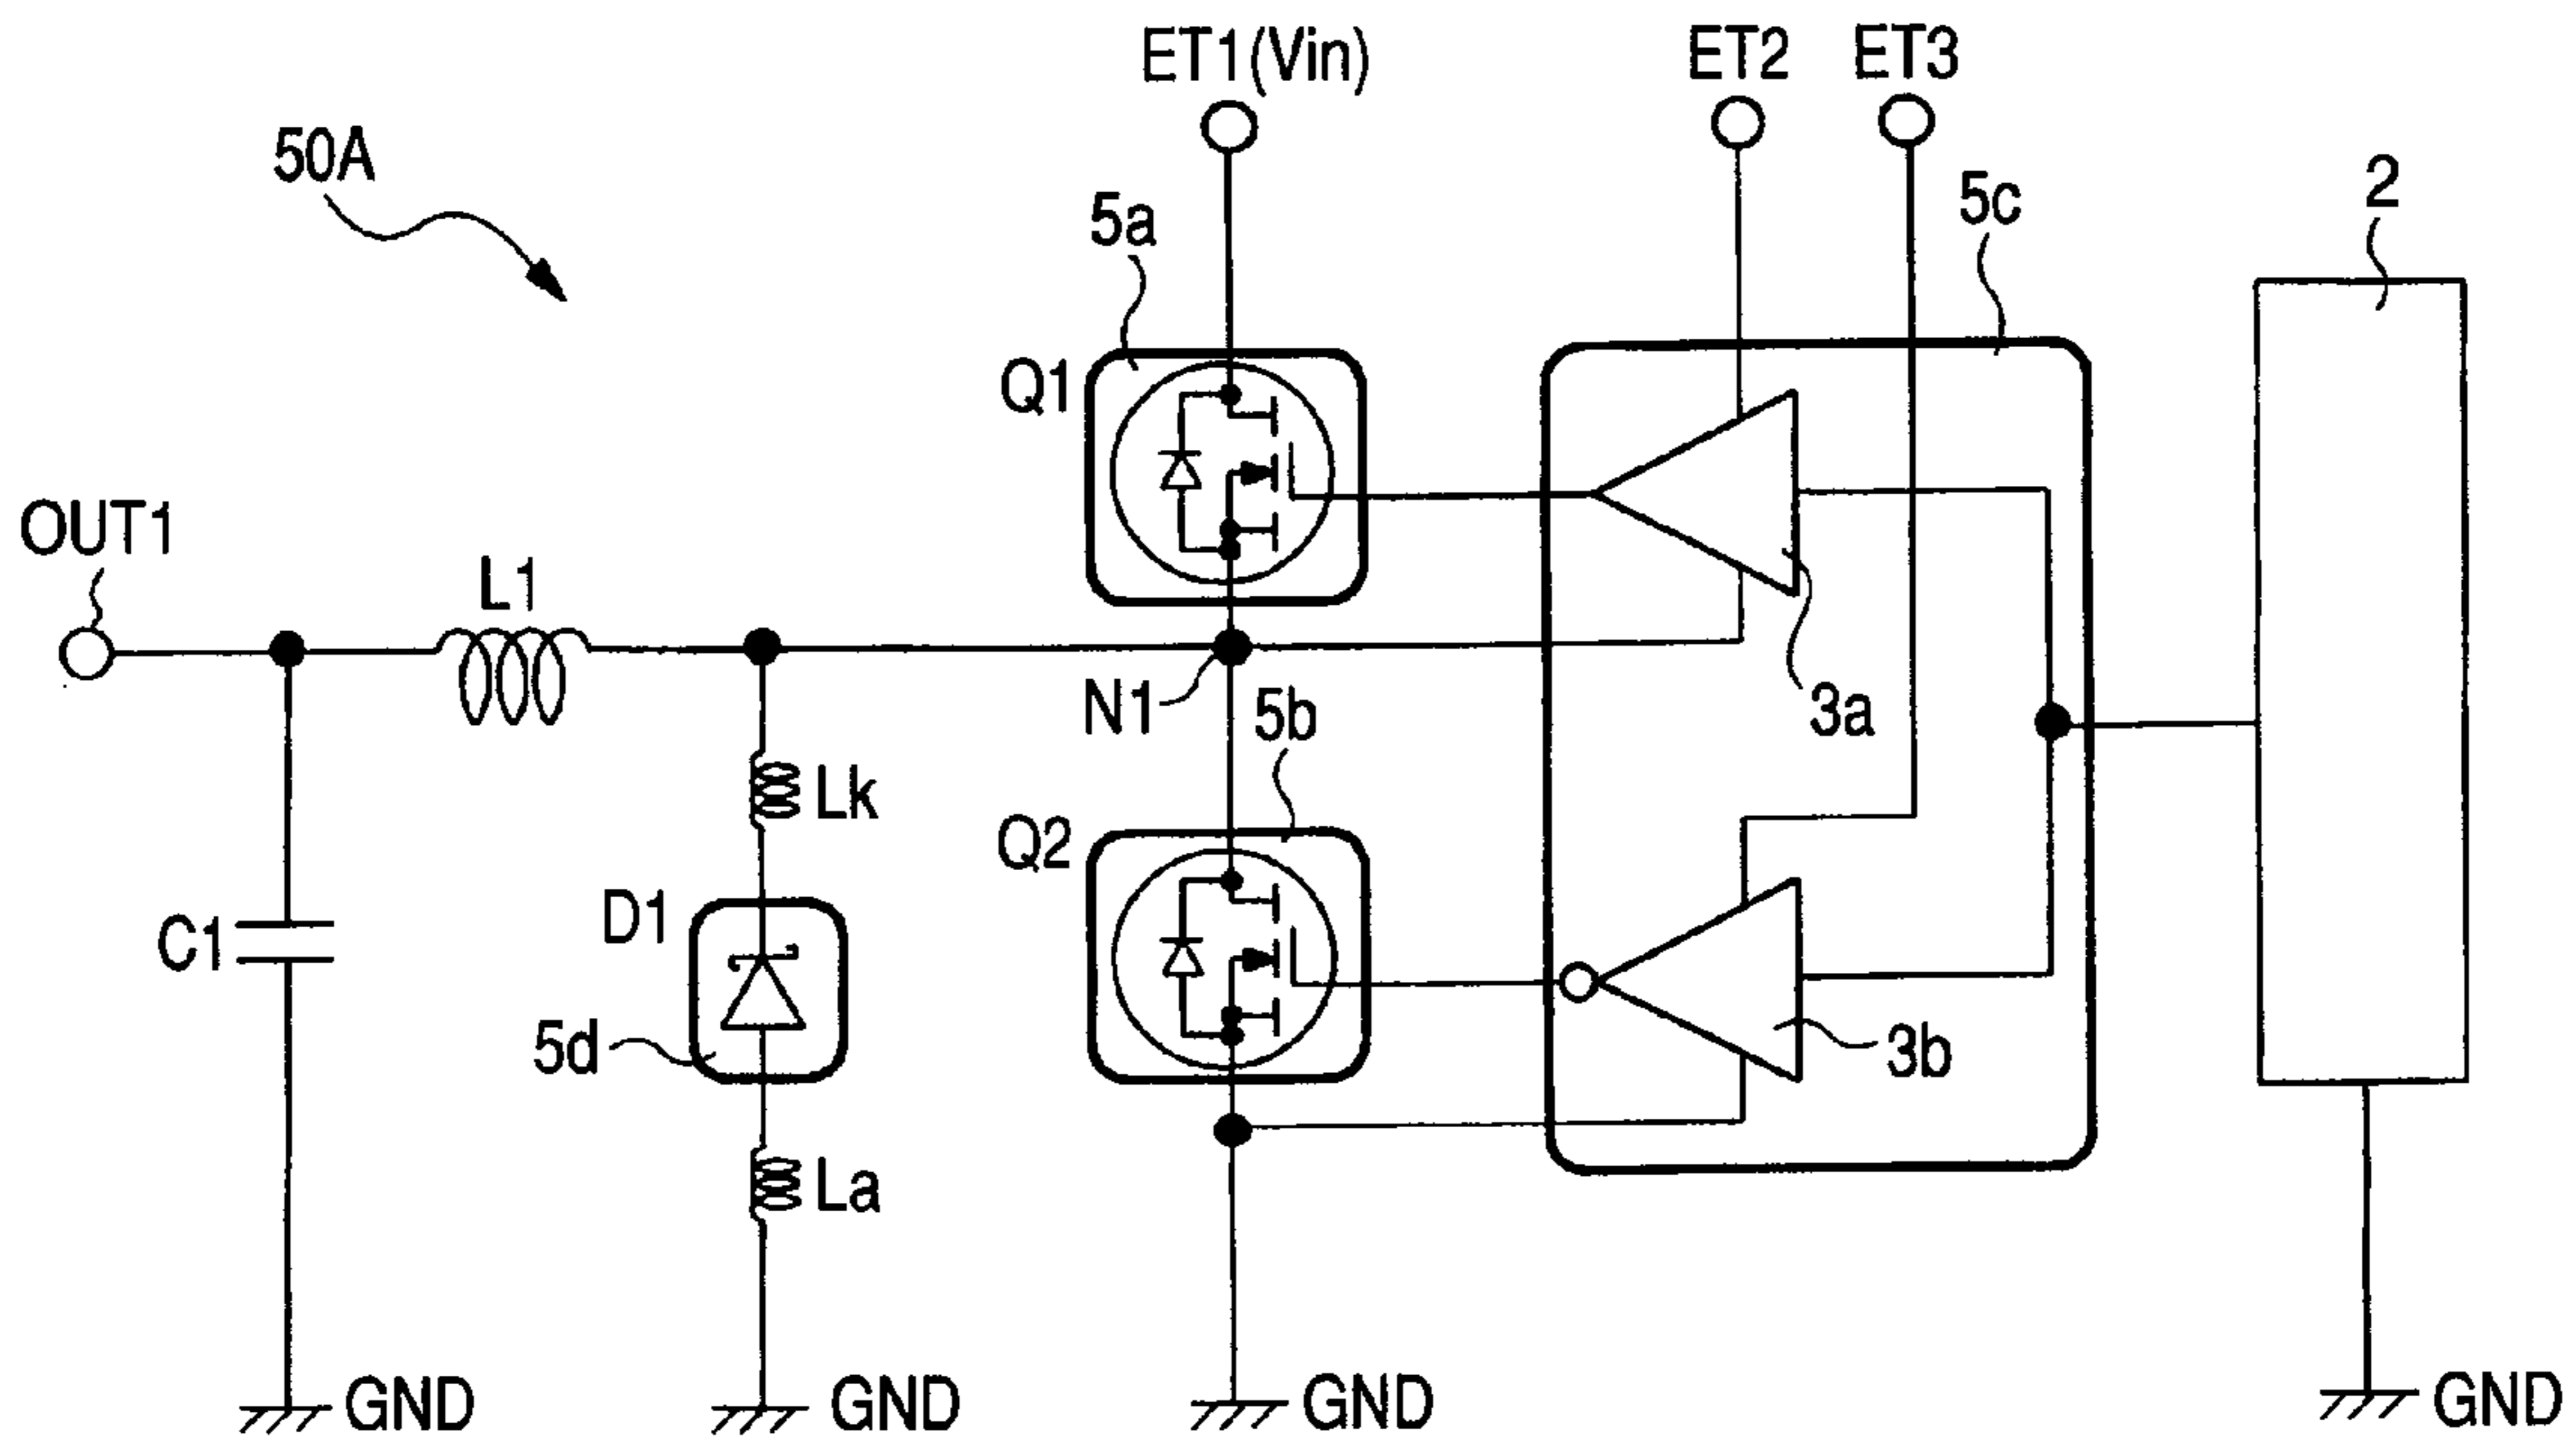 ET1(Vin)
ET2
ET3
50A
5a
5c
2
Q1
OUT1
L1
N1
5b
3a
Lk
Q2
D1
C1
5d
3b
La
GND
GND
GND
GND